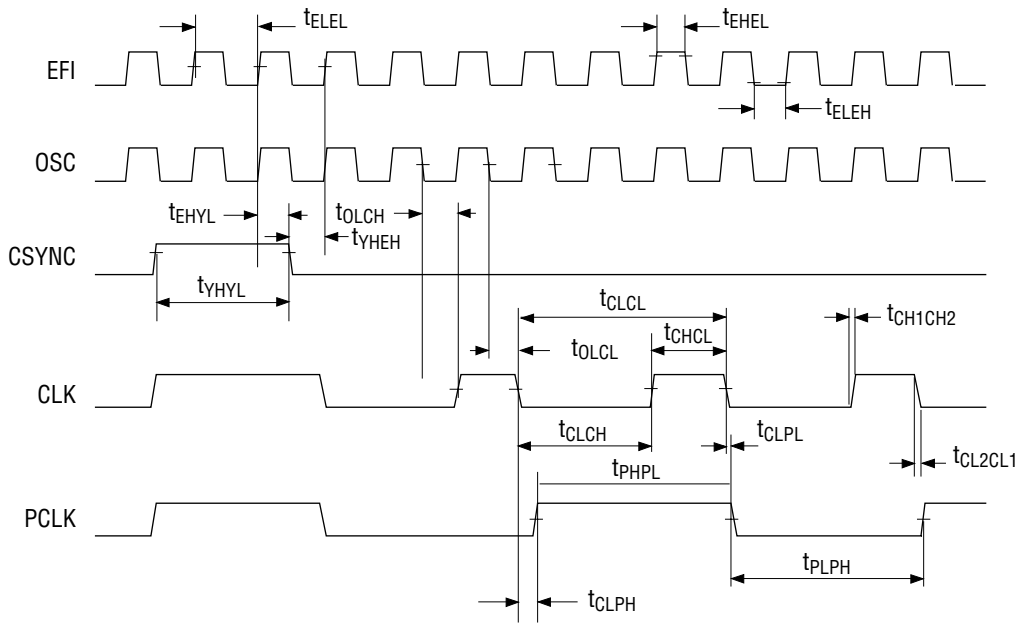 tELEL
tEHEL
EFI
tELEH
OSC
tEHYL
tOLCH
tYHEH
CSYNC
tYHYL
tCLCL
tCH1CH2
tOLCL
tCHCL
CLK
tCLCH
tCLPL
tCL2CL1
tPHPL
PCLK
tPLPH
tCLPH